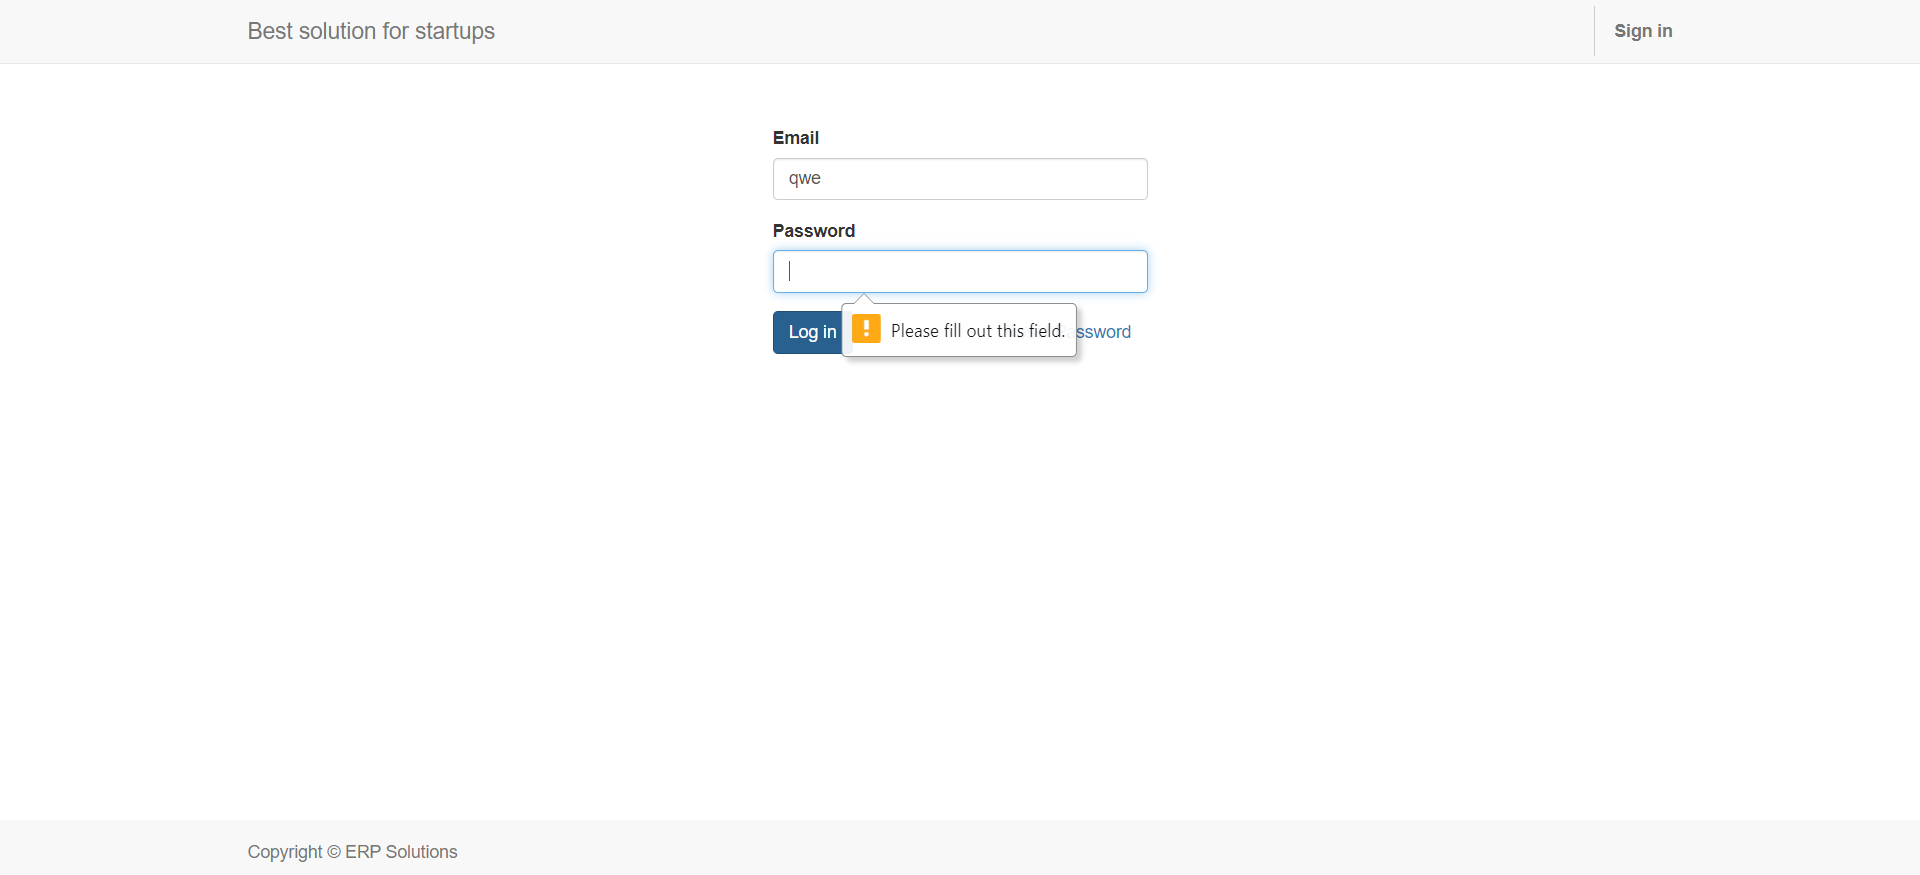 Best solution for startups
Sign in
Email
qwe
Password
Log in
Please fill out this field.
ssword
Copyright © ERP Solutions